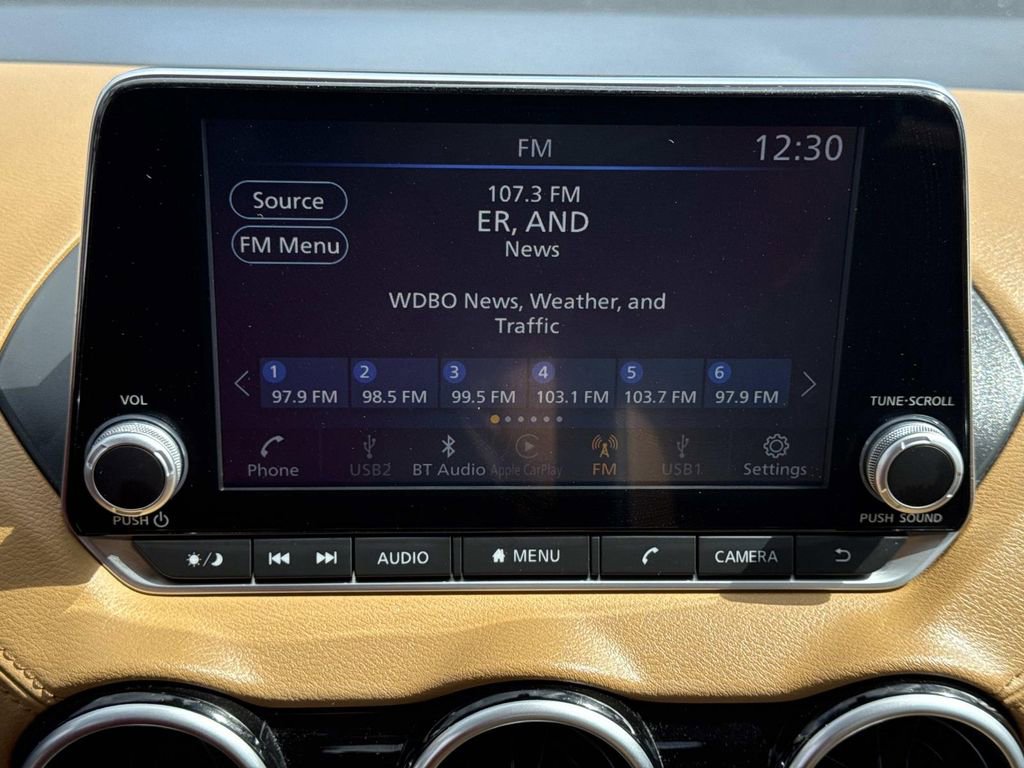 FM
12:30
Source
FM Menu
107.3 FM
ER, AND
News
WDBO News, Weather, and
Traffic
1 2 3 4 5 6
97.9 FM 98.5 FM 99.5 FM 103.1 FM 103.7 FM 97.9 FM
Phone USB2 BT Audio Apple CarPlay FM USB1 Settings
VOL
PUSH
TUNE·SCROLL
PUSH SOUND
AUDIO MENU CAMERA